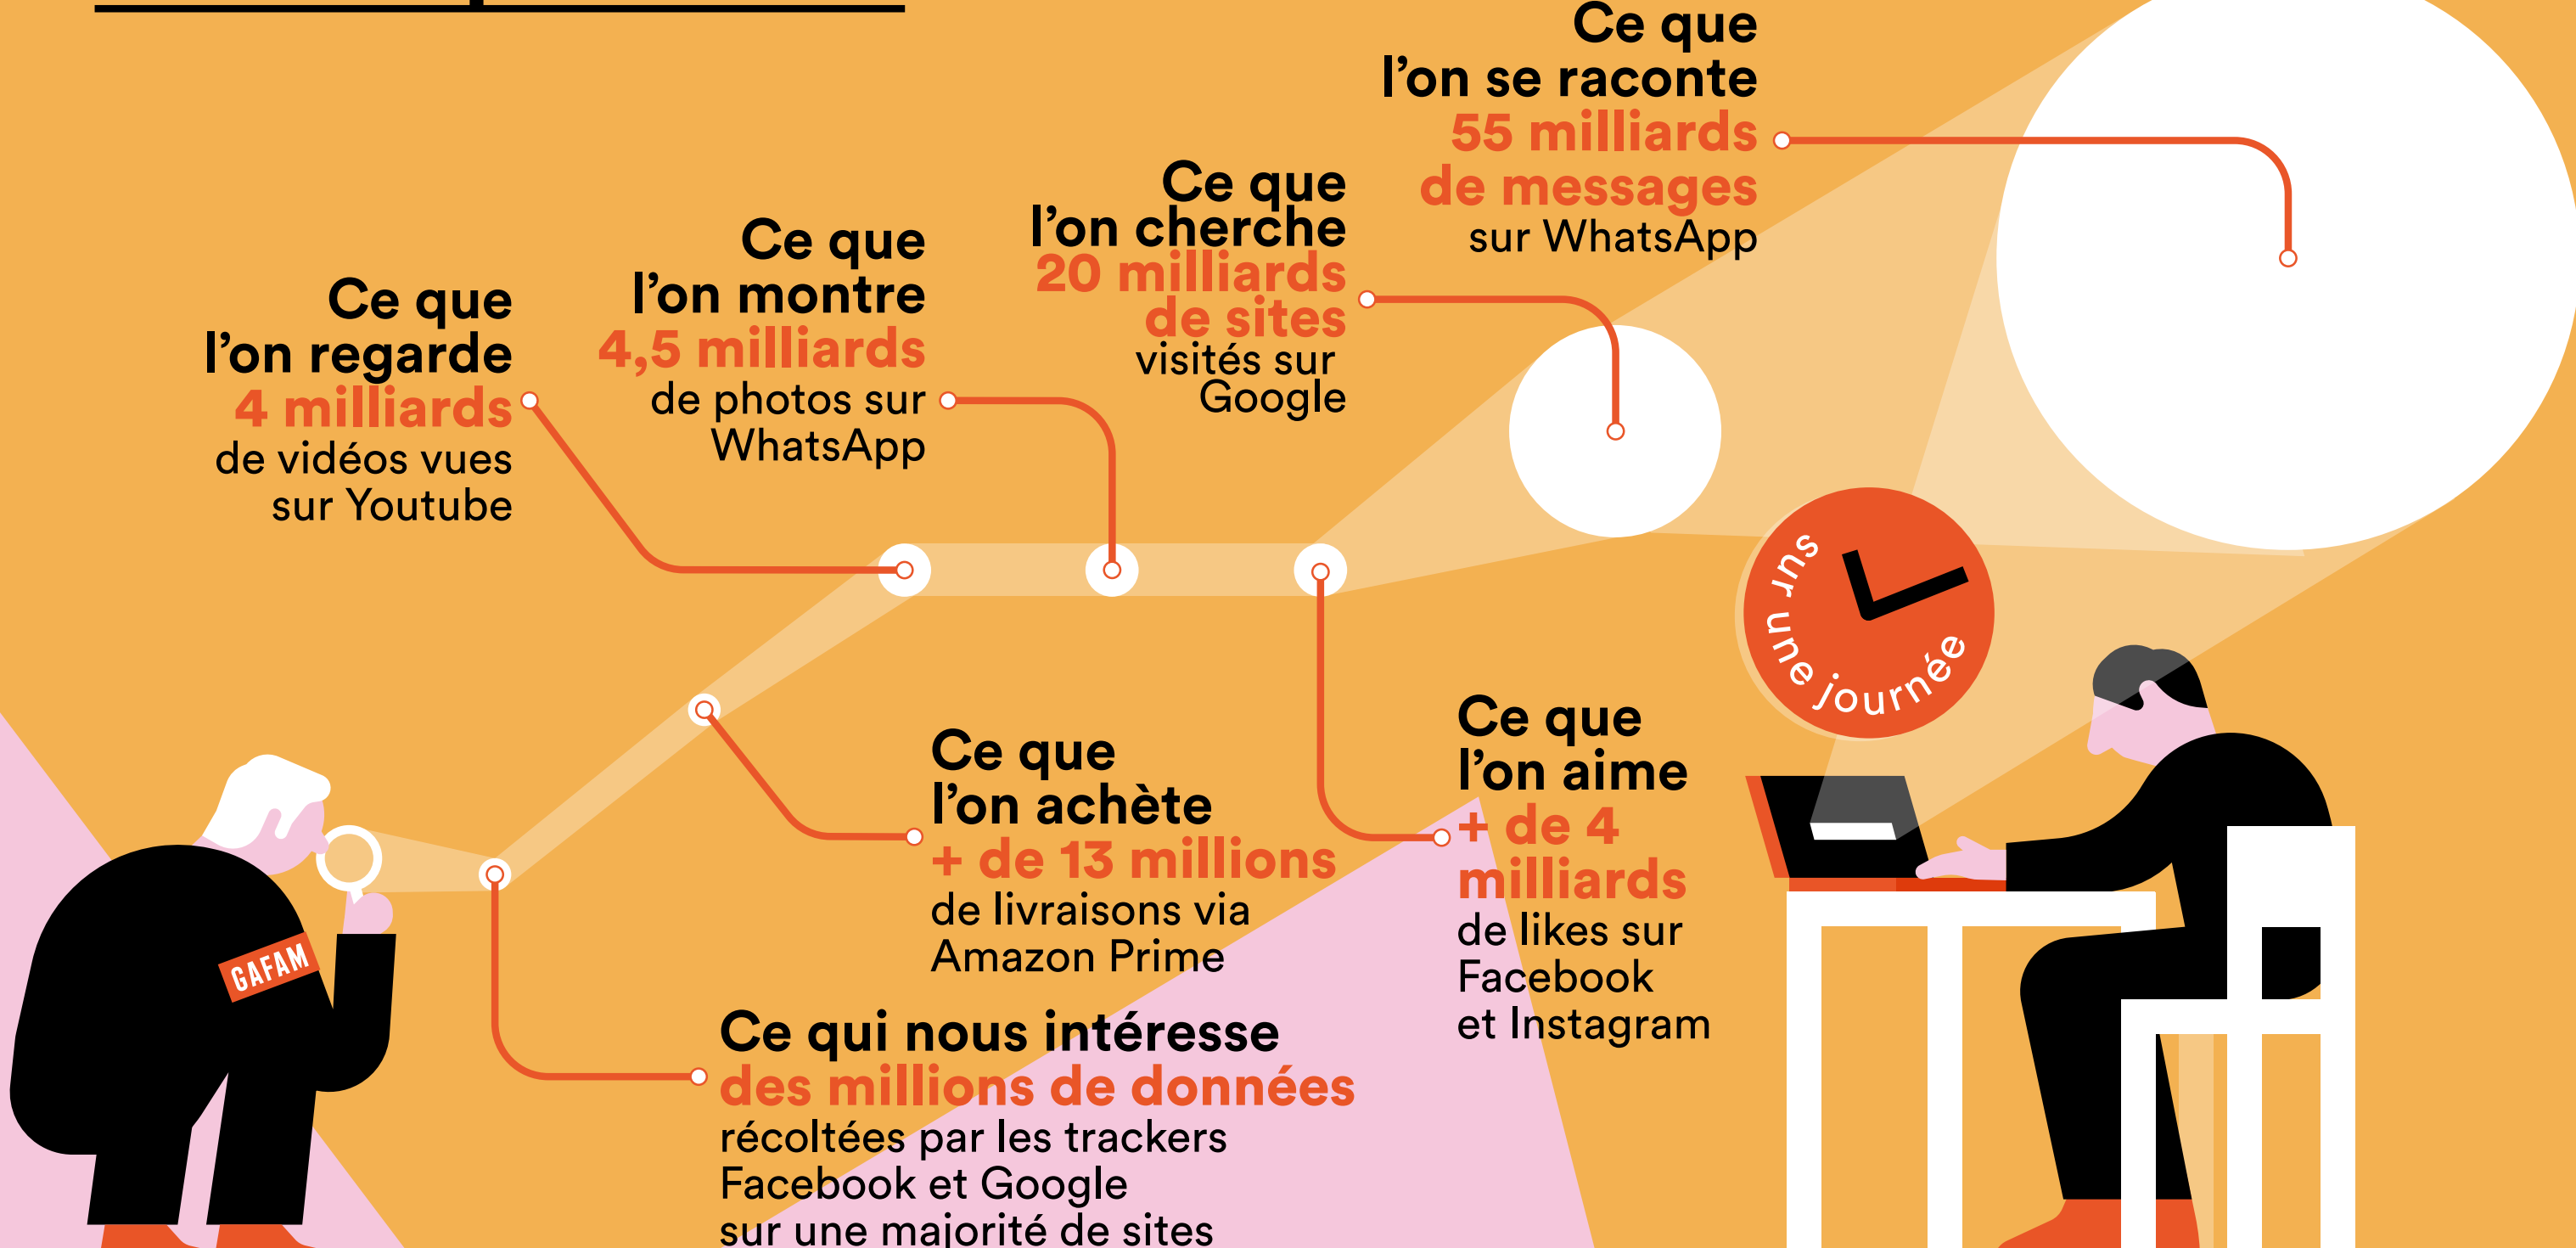 Ce que
l'on se raconte
55 milliards
de messages
sur WhatsApp
Ce que
l'on cherche
20 milliards
de sites
visités sur
Google
Ce que
l'on montre
4,5 milliards
de photos sur
WhatsApp
Ce que
l'on regarde
4 milliards
de vidéos vues
sur Youtube
sur une journée
Ce que
l'on aime
+ de 4
milliards
de likes sur
Facebook
et Instagram
Ce que
l'on achète
+ de 13 millions
de livraisons via
Amazon Prime
GAFAM
Ce qui nous intéresse
des millions de données
récoltées par les trackers
Facebook et Google
sur une majorité de sites